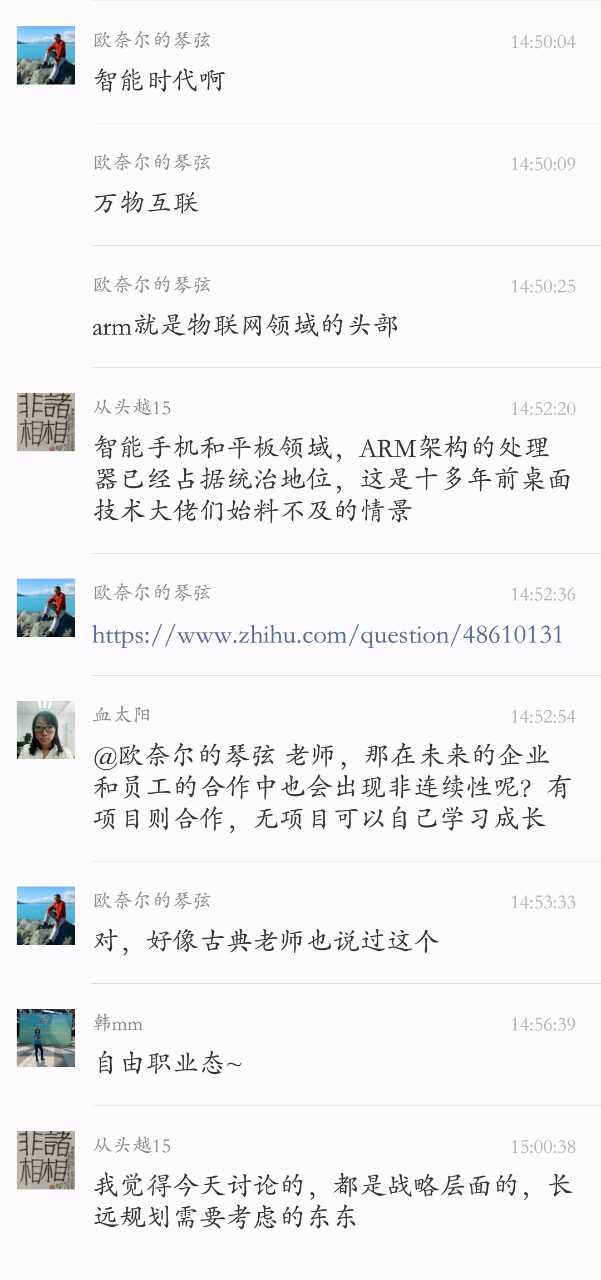 欧奈尔的琴弦 14:50:04
智能时代啊
欧奈尔的琴弦 14:50:09
万物互联
欧奈尔的琴弦 14:50:25
arm就是物联网领域的头部
非諸
相相
从头越15 14:52:20
智能手机和平板领域，ARM架构的处理
器已经占据统治地位，这是十多年前桌面
技术大佬们始料不及的情景
欧奈尔的琴弦 14:52:36
https://www.zhihu.com/question/48610131
血太阳 14:52:54
@欧奈尔的琴弦 老师，那在未来的企业
和员工的合作中也会出现非连续性呢？有
项目则合作，无项目可以自己学习成长
欧奈尔的琴弦 14:53:33
对，好像古典老师也说过这个
韩mm 14:56:39
自由职业态~
非諸
相相
从头越15 15:00:38
我觉得今天讨论的，都是战略层面的，长
远规划需要考虑的东东